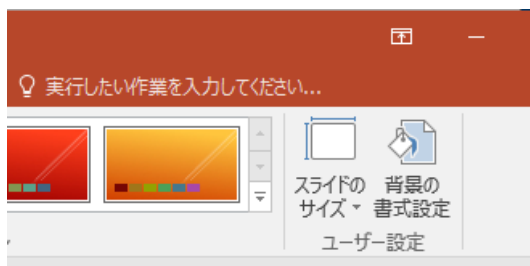 実行したい作業を入力してください...
スライドの
サイズ
背景の
書式設定
ユーザー設定